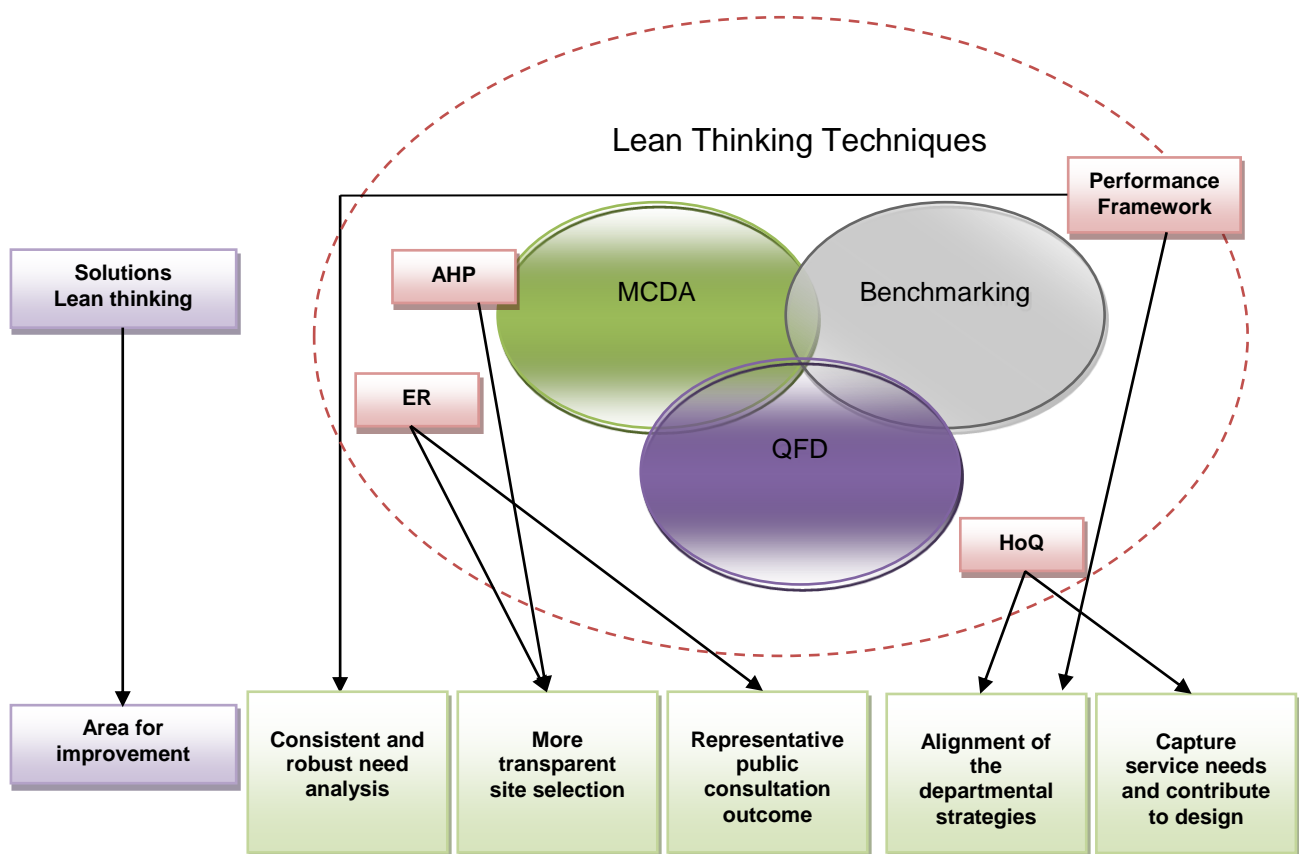 Lean Thinking Techniques
Performance
Framework
Solutions
Lean thinking
AHP
MCDA
Benchmarking
ER
QFD
HoQ
Area for
improvement
Consistent and
robust need
analysis
More
transparent
site selection
Representative
public
consultation
outcome
Alignment of
the
departmental
strategies
Capture
service needs
and contribute
to design